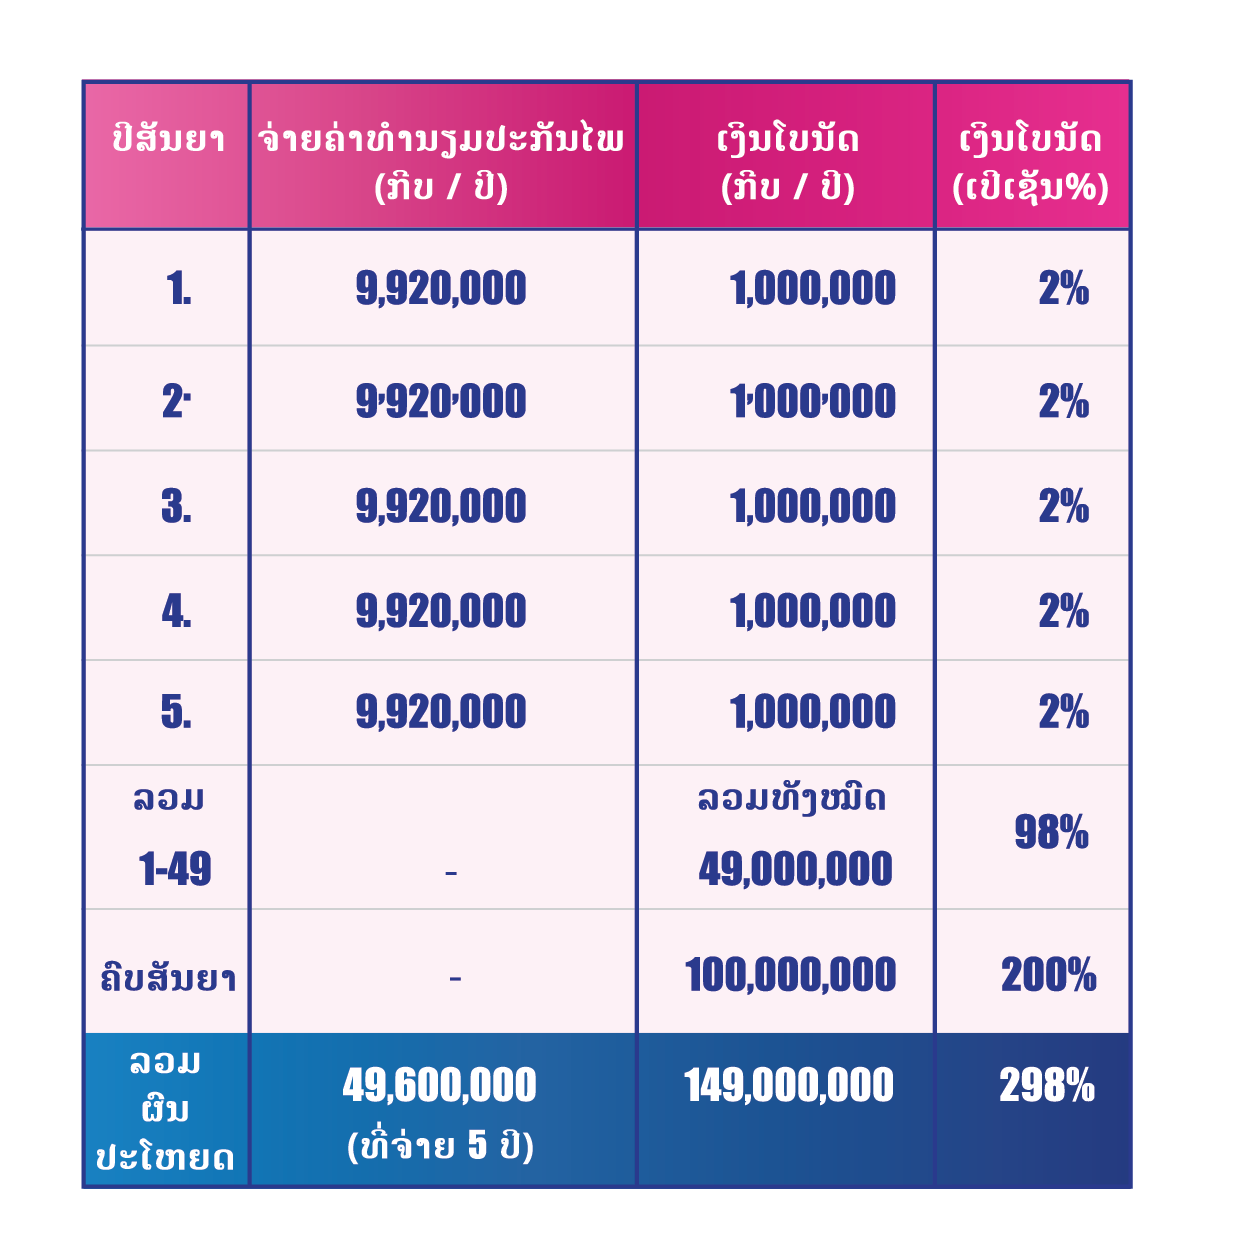 ປີສັນຍາ
ຈ່າຍຄ່າທຳນຽມປະກັນໄພ
(ກີບ / ປີ)
ເງິນໂບນັດ
(ກີບ / ປີ)
ເງິນໂບນັດ
(ເປີເຊັນ%)
1. 9,920,000 1,000,000 2%
2. 9,920,000 1,000,000 2%
3. 9,920,000 1,000,000 2%
4. 9,920,000 1,000,000 2%
5. 9,920,000 1,000,000 2%
ລວມ
1-49
-
ລວມທັງໝົດ
49,000,000
98%
ຄົບສັນຍາ - 100,000,000 200%
ລວມ
ຜົນ
ປະໂຫຍດ
49,600,000
(ທີ່ຈ່າຍ 5 ປີ)
149,000,000
298%